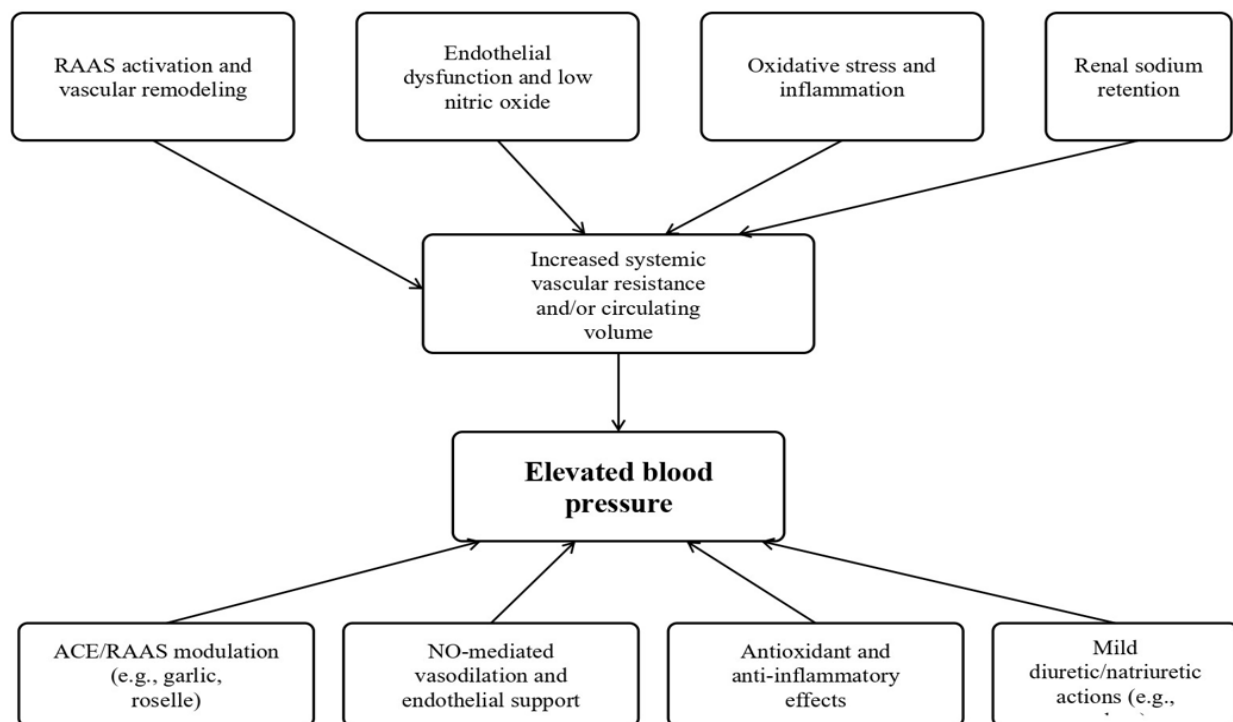 RAAS activation and
vascular remodeling
Endothelial
dysfunction and low
nitric oxide
Oxidative stress and
inflammation
Renal sodium
retention
Increased systemic
vascular resistance
and/or circulating
volume
Elevated blood
pressure
ACE/RAAS modulation
(e.g., garlic,
roselle)
NO-mediated
vasodilation and
endothelial support
Antioxidant and
anti-inflammatory
effects
Mild
diuretic/natriuretic
actions (e.g.,